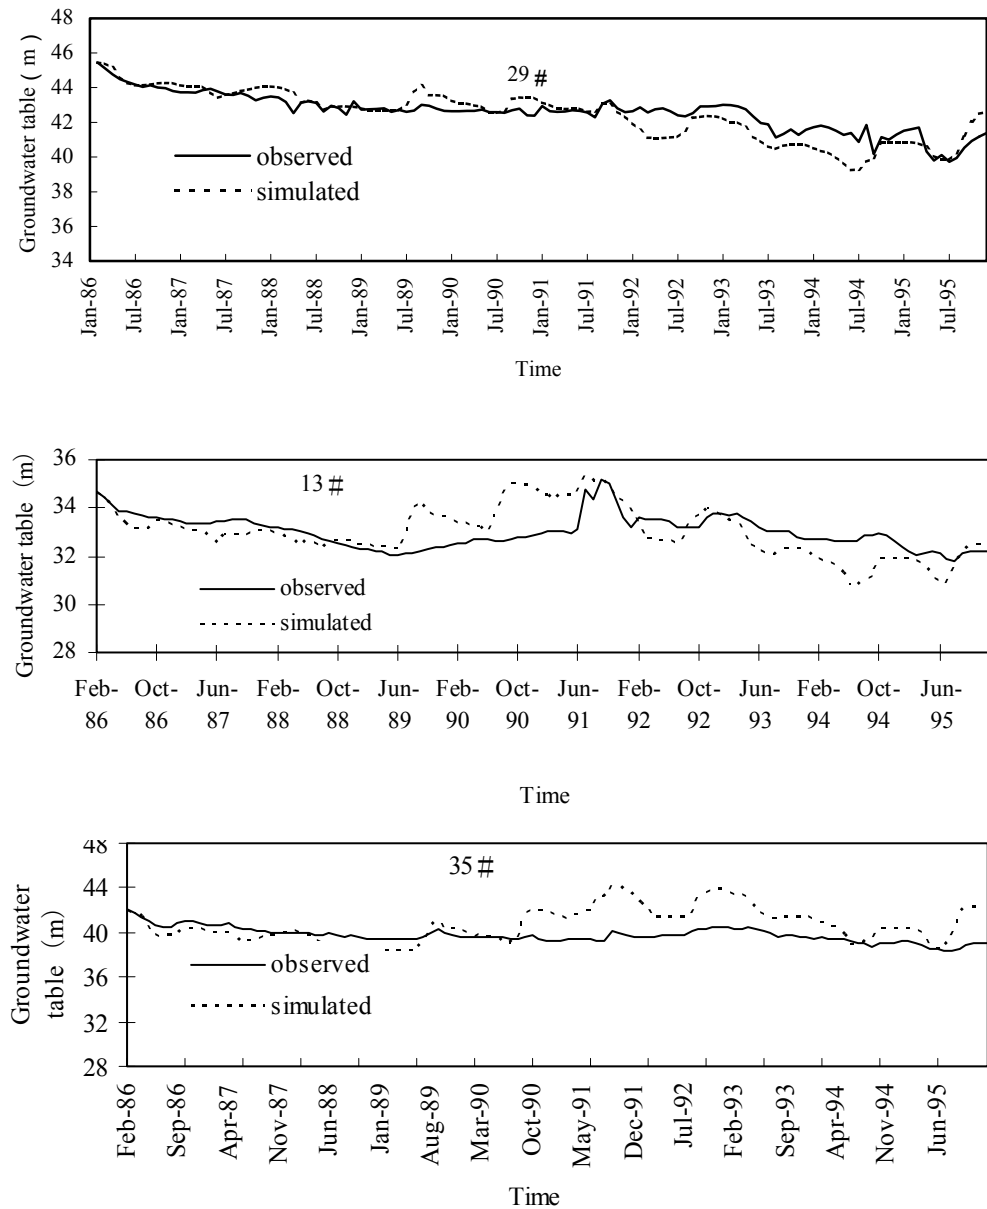 48
46
44
42
40
38
36
34
Groundwater table ( m )
29#
observed
simulated
Jan-86
Jul-86
Jan-87
Jul-87
Jan-88
Jul-88
Jan-89
Jul-89
Jan-90
Jul-90
Jan-91
Jul-91
Jan-92
Jul-92
Jan-93
Jul-93
Jan-94
Jul-94
Jan-95
Jul-95
Time
36
34
32
30
28
Groundwater table (m)
13#
observed
simulated
Feb- Oct- Jun- Feb- Oct- Jun- Feb- Oct- Jun- Feb- Oct- Jun- Feb- Oct- Jun-
86 86 87 88 88 89 90 90 91 92 92 93 94 94 95
Time
48
44
40
36
32
28
Groundwater
table (m)
35#
observed
simulated
Feb-86
Sep-86
Apr-87
Nov-87
Jun-88
Jan-89
Aug-89
Mar-90
Oct-90
May-91
Dec-91
Jul-92
Feb-93
Sep-93
Apr-94
Nov-94
Jun-95
Time